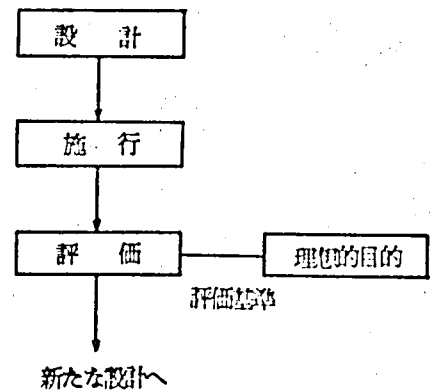 設計
施行
評価
理想的目的
評価基準
新たな設計へ